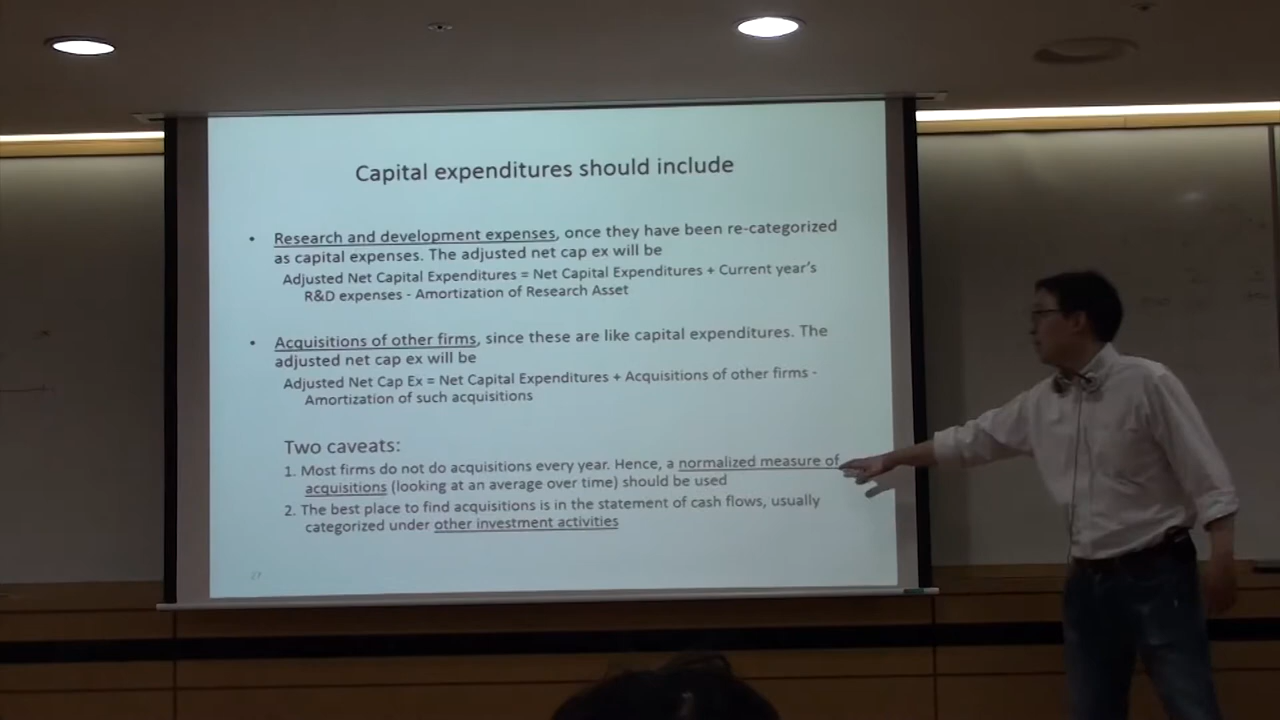 Capital expenditures should include
• Research and development expenses, once they have been re-categorized
as capital expenses. The adjusted net cap ex will be
Adjusted Net Capital Expenditures = Net Capital Expenditures + Current year's
R&D expenses - Amortization of Research Asset
• Acquisitions of other firms, since these are like capital expenditures. The
adjusted net cap ex will be
Adjusted Net Cap Ex = Net Capital Expenditures + Acquisitions of other firms -
Amortization of such acquisitions
Two caveats:
1. Most firms do not do acquisitions every year. Hence, a normalized measure of
acquisitions (looking at an average over time) should be used
2. The best place to find acquisitions is in the statement of cash flows, usually
categorized under other investment activities
27